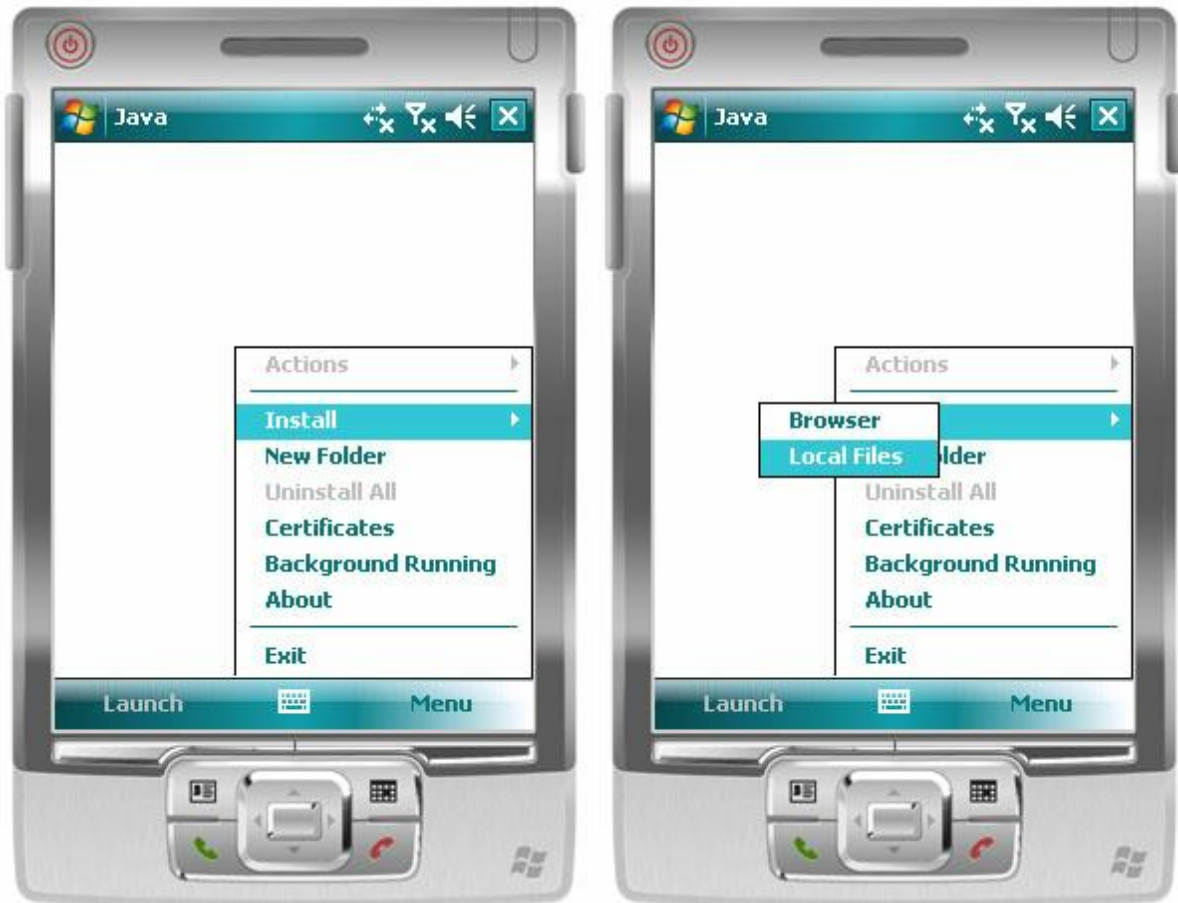 Java
Actions
Install
New Folder
Uninstall All
Certificates
Background Running
About
Exit
Launch
Menu
Java
Actions
Browser
Local Files
lder
Uninstall All
Certificates
Background Running
About
Exit
Launch
Menu